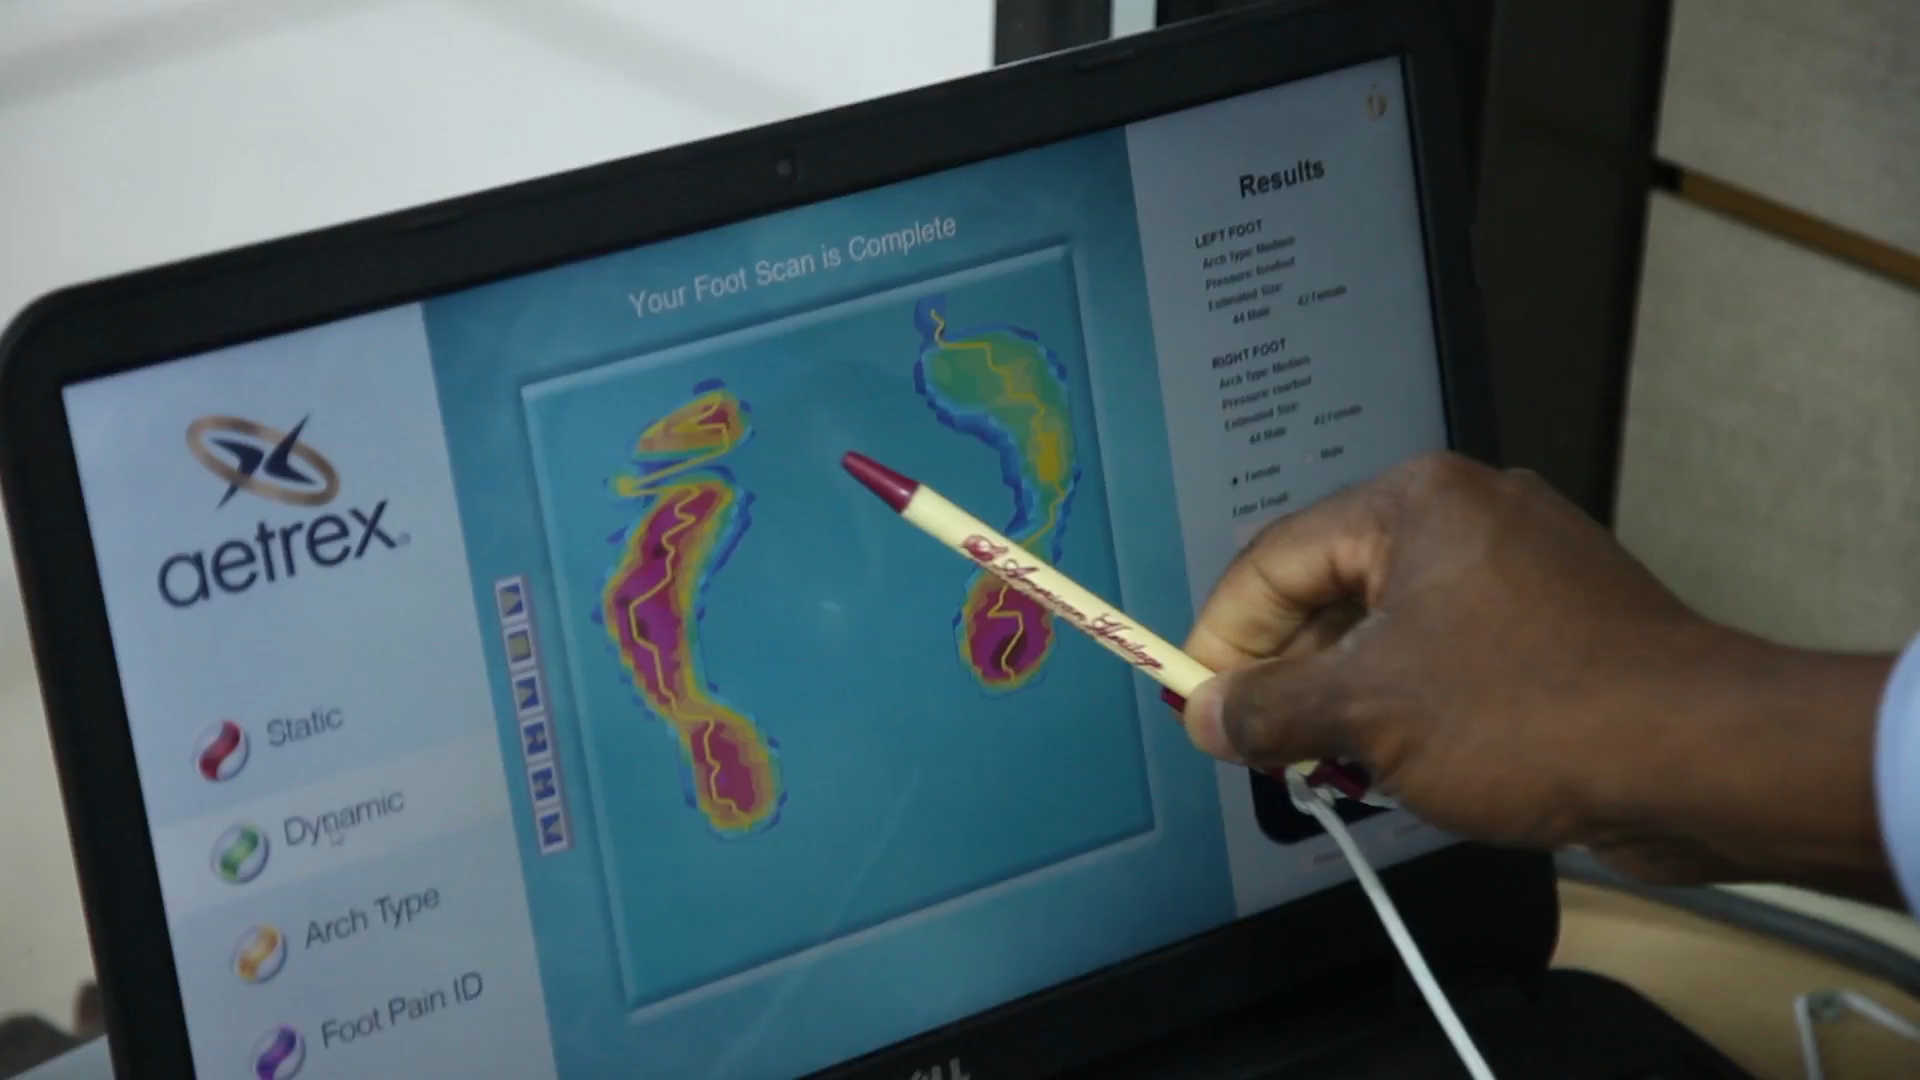 Your Foot Scan is Complete
aetrex
Static
Dynamic
Arch Type
Foot Pain ID
Results
LEFT FOOT
Arch Type: Medium
Pressure: forefoot
Estimated Size:
44 Male 42 Female
RIGHT FOOT
Arch Type: Medium
Pressure: rearfoot
Estimated Size:
44 Male 42 Female
Female Male
Enter Email:
American Heritage